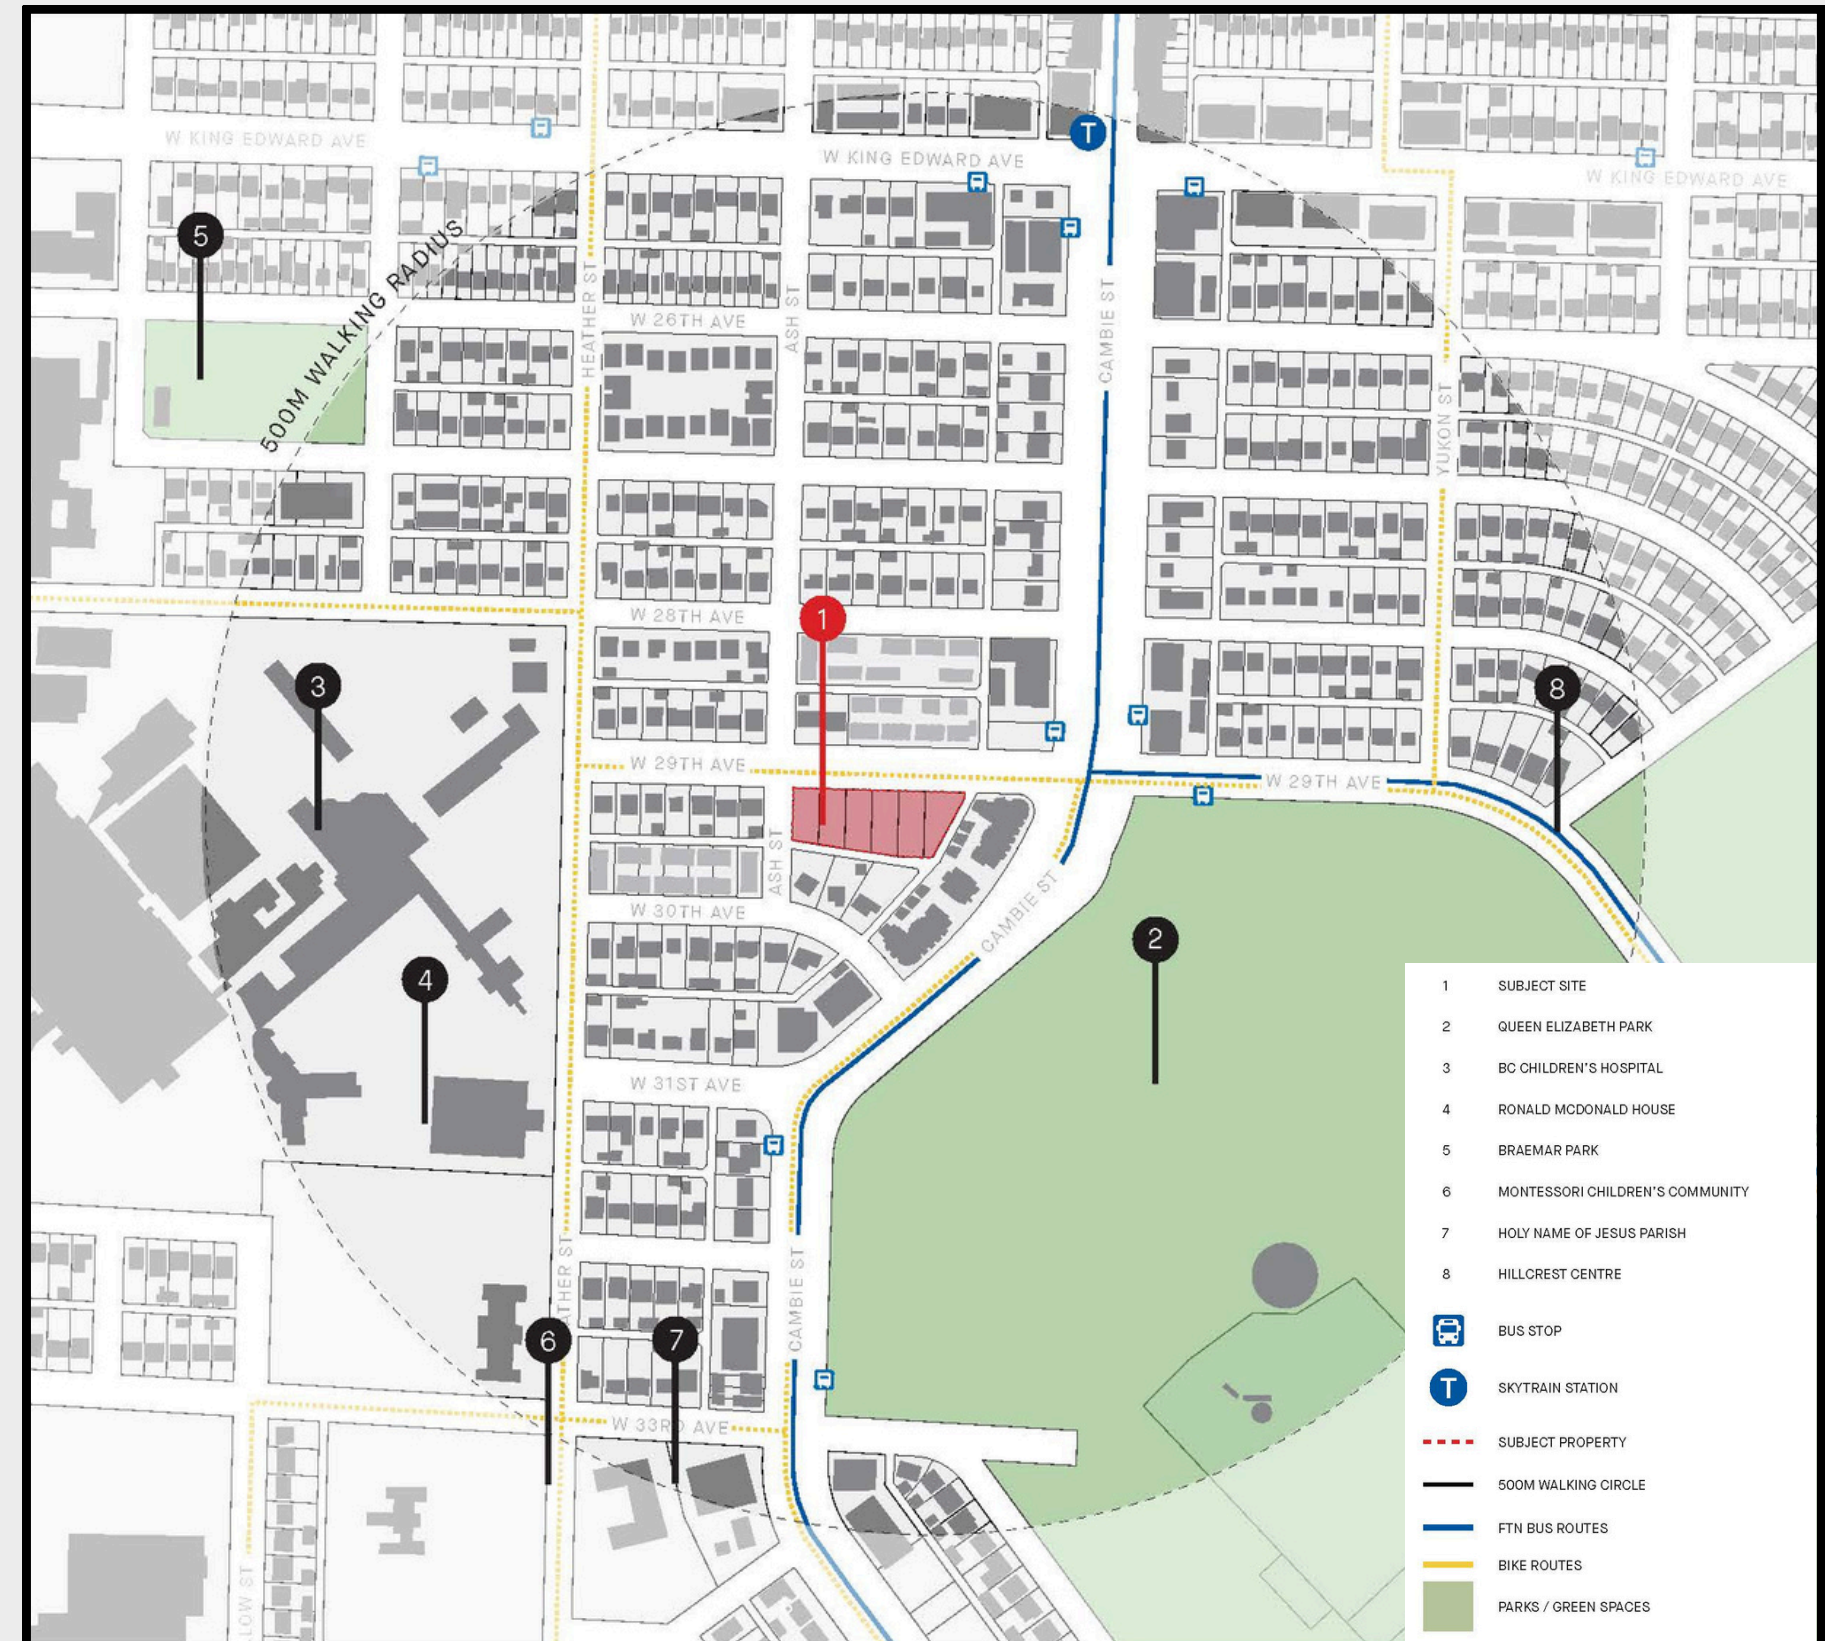 W KING EDWARD AVE
W KING EDWARD AVE
W KING EDWARD AVE
T
5
500M WALKING RADIUS
HEATHER ST
W 26TH AVE
ASH ST
CAMBIE ST
YUKON ST
1
W 28TH AVE
3
8
W 29TH AVE
W 29TH AVE
ASH ST
W 30TH AVE
CAMBIE ST
2
4
W 31ST AVE
CAMBIE ST
6
7
W 33RD AVE
1 SUBJECT SITE
2 QUEEN ELIZABETH PARK
3 BC CHILDREN'S HOSPITAL
4 RONALD MCDONALD HOUSE
5 BRAEMAR PARK
6 MONTESSORI CHILDREN'S COMMUNITY
7 HOLY NAME OF JESUS PARISH
8 HILLCREST CENTRE
BUS STOP
T SKYTRAIN STATION
SUBJECT PROPERTY
500M WALKING CIRCLE
FTN BUS ROUTES
BIKE ROUTES
PARKS / GREEN SPACES